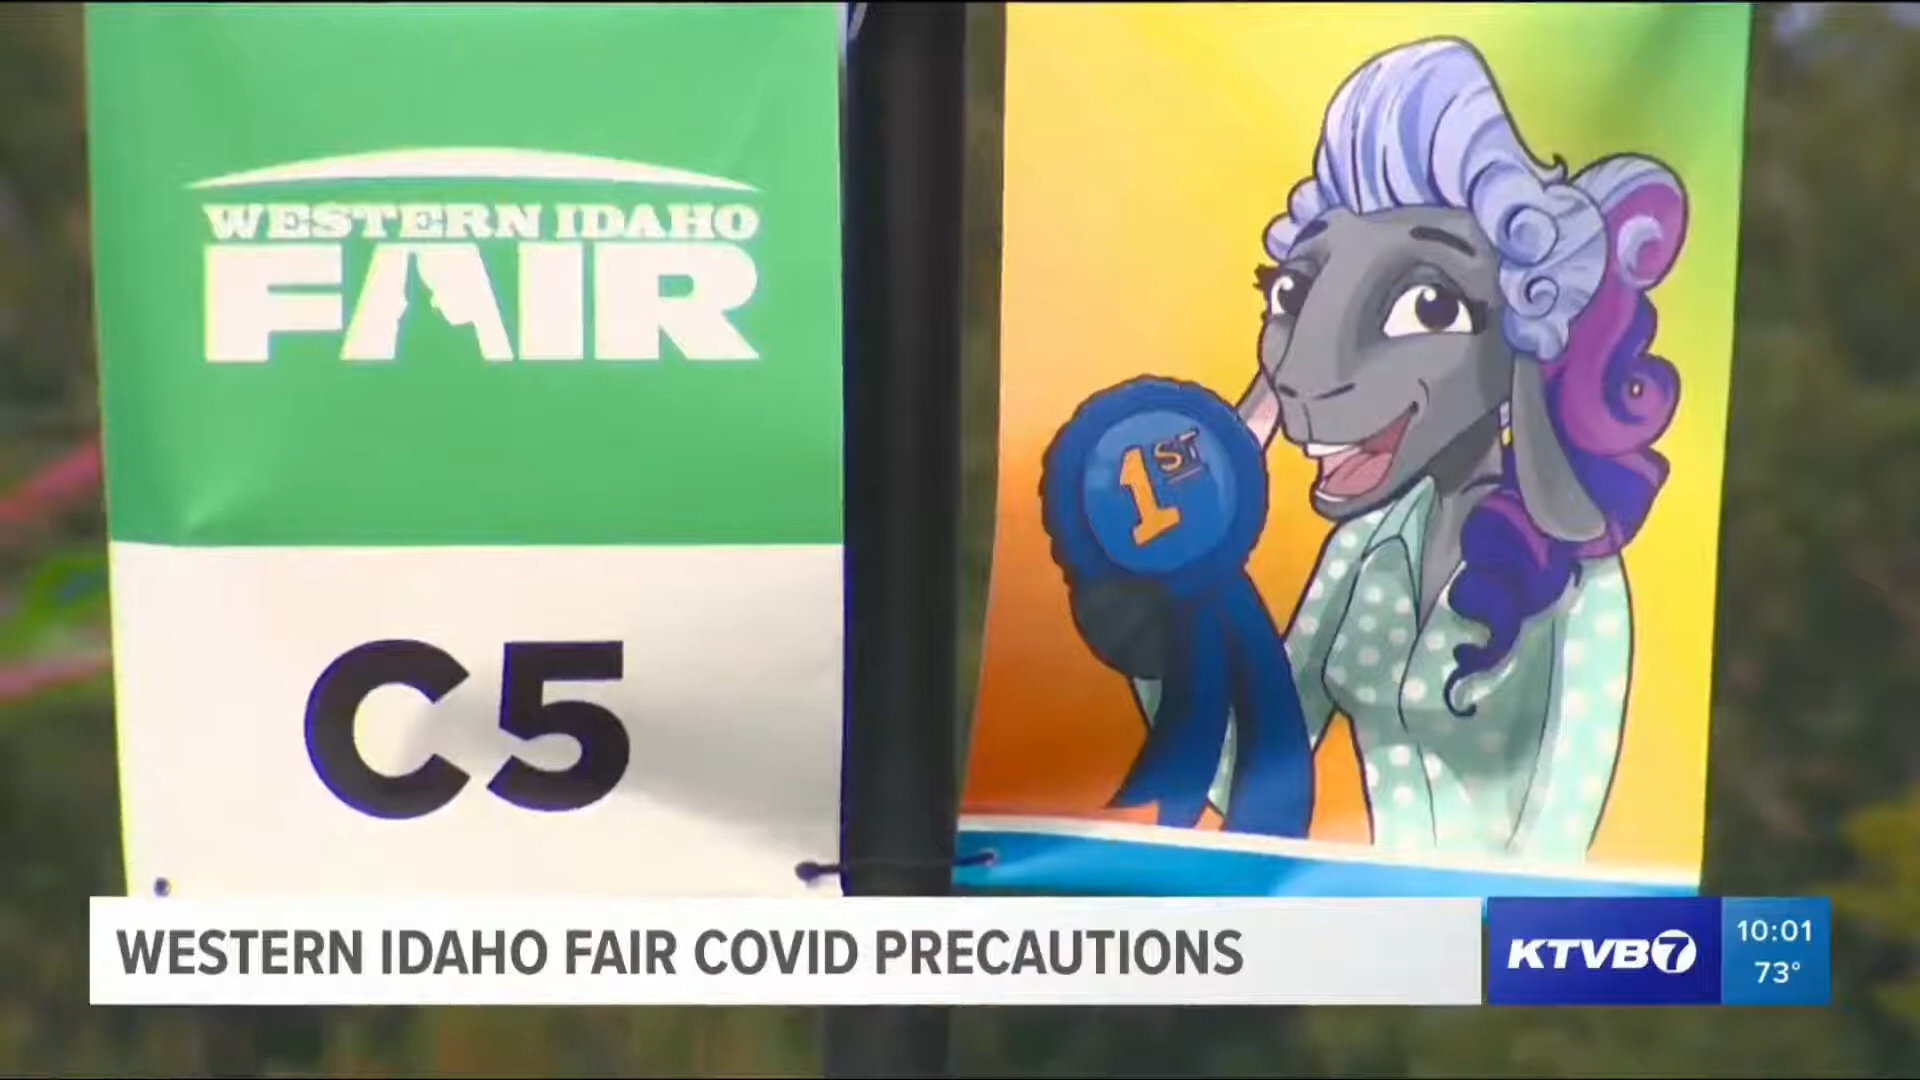 WESTERN IDAHO
FAIR
C5
1ST
WESTERN IDAHO FAIR COVID PRECAUTIONS
KTVB7
10:01
73°